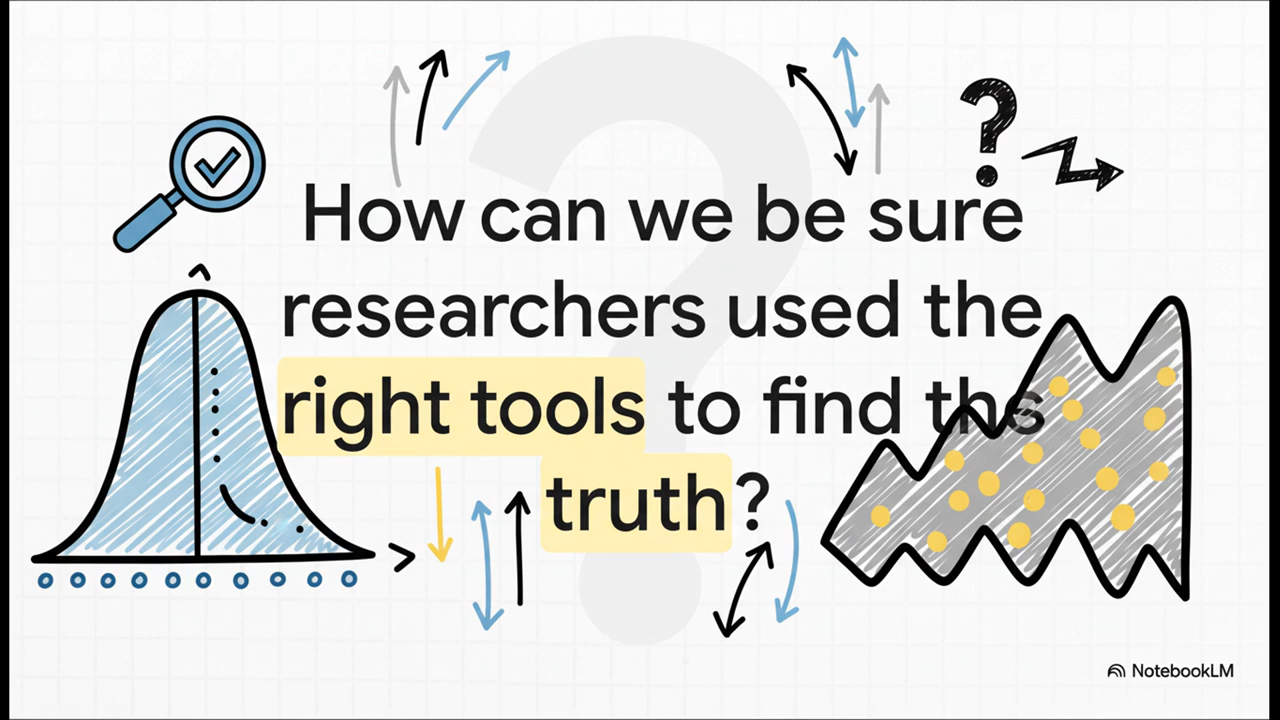 How can we be sure
researchers used the
right tools to find the
truth?
NotebookLM